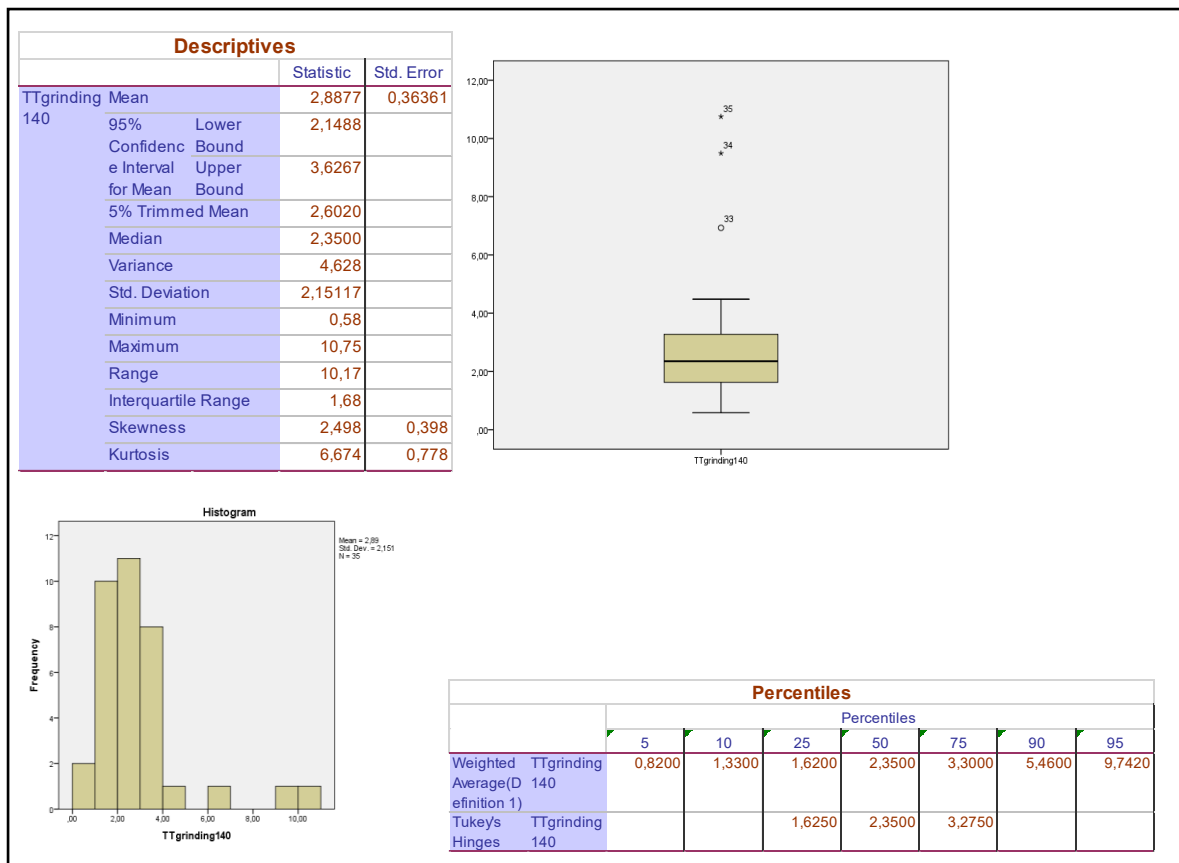 Descriptives
Statistic Std. Error
TTgrinding Mean 2,8877 0,36361
140
95% Lower 2,1488
Confidenc Bound
e Interval Upper 3,6267
for Mean Bound
5% Trimmed Mean 2,6020
Median 2,3500
Variance 4,628
Std. Deviation 2,15117
Minimum 0,58
Maximum 10,75
Range 10,17
Interquartile Range 1,68
Skewness 2,498 0,398
Kurtosis 6,674 0,778
12,00
10,00
8,00
6,00
4,00
2,00
,00
35
34
33
TTgrinding140
Histogram
Mean = 2,89
Std. Dev. = 2,151
N = 35
Frequency
12
10
8
6
4
2
0
,00 2,00 4,00 6,00 8,00 10,00
TTgrinding140
Percentiles
Percentiles
5 10 25 50 75 90 95
Weighted TTgrinding 0,8200 1,3300 1,6200 2,3500 3,3000 5,4600 9,7420
Average(D 140
efinition 1)
Tukey's TTgrinding 1,6250 2,3500 3,2750
Hinges 140